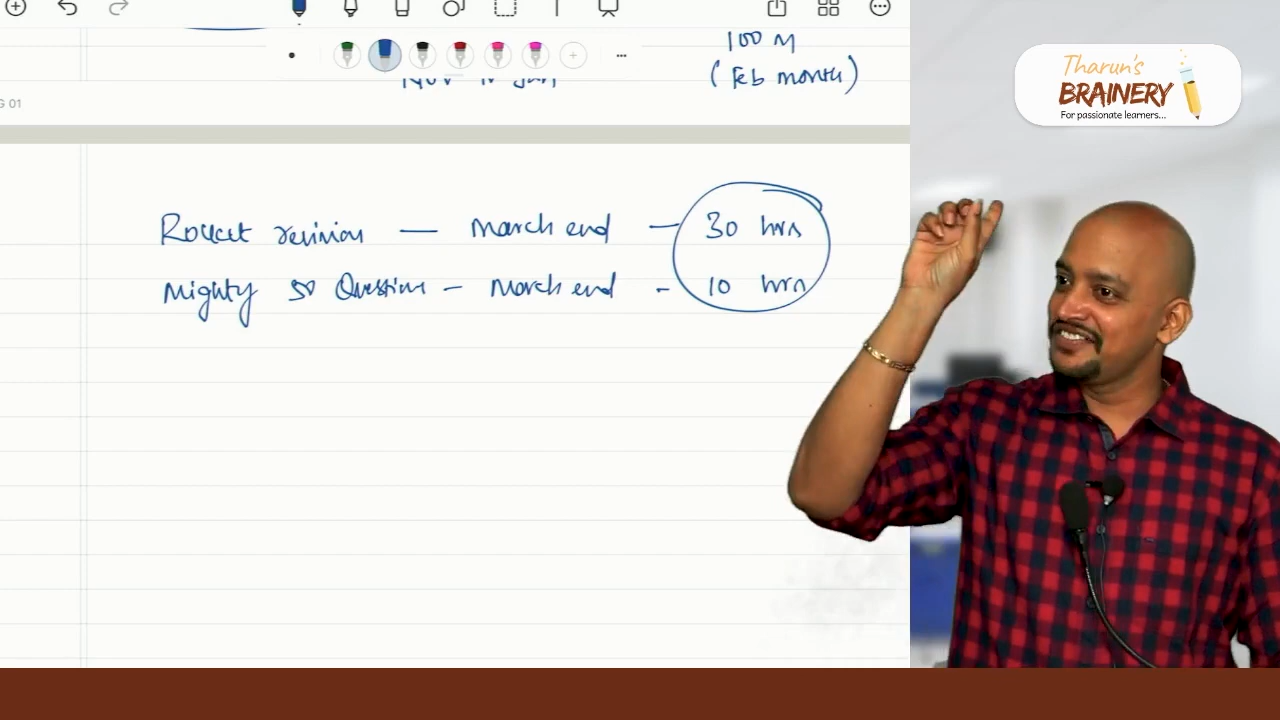 100 M
(Feb month)
G 01
Tharun's
BRAINERY
For passionate learners...
Rocket revision — March end — 30 hrs
Mighty 50 Question - March end - 10 hrs